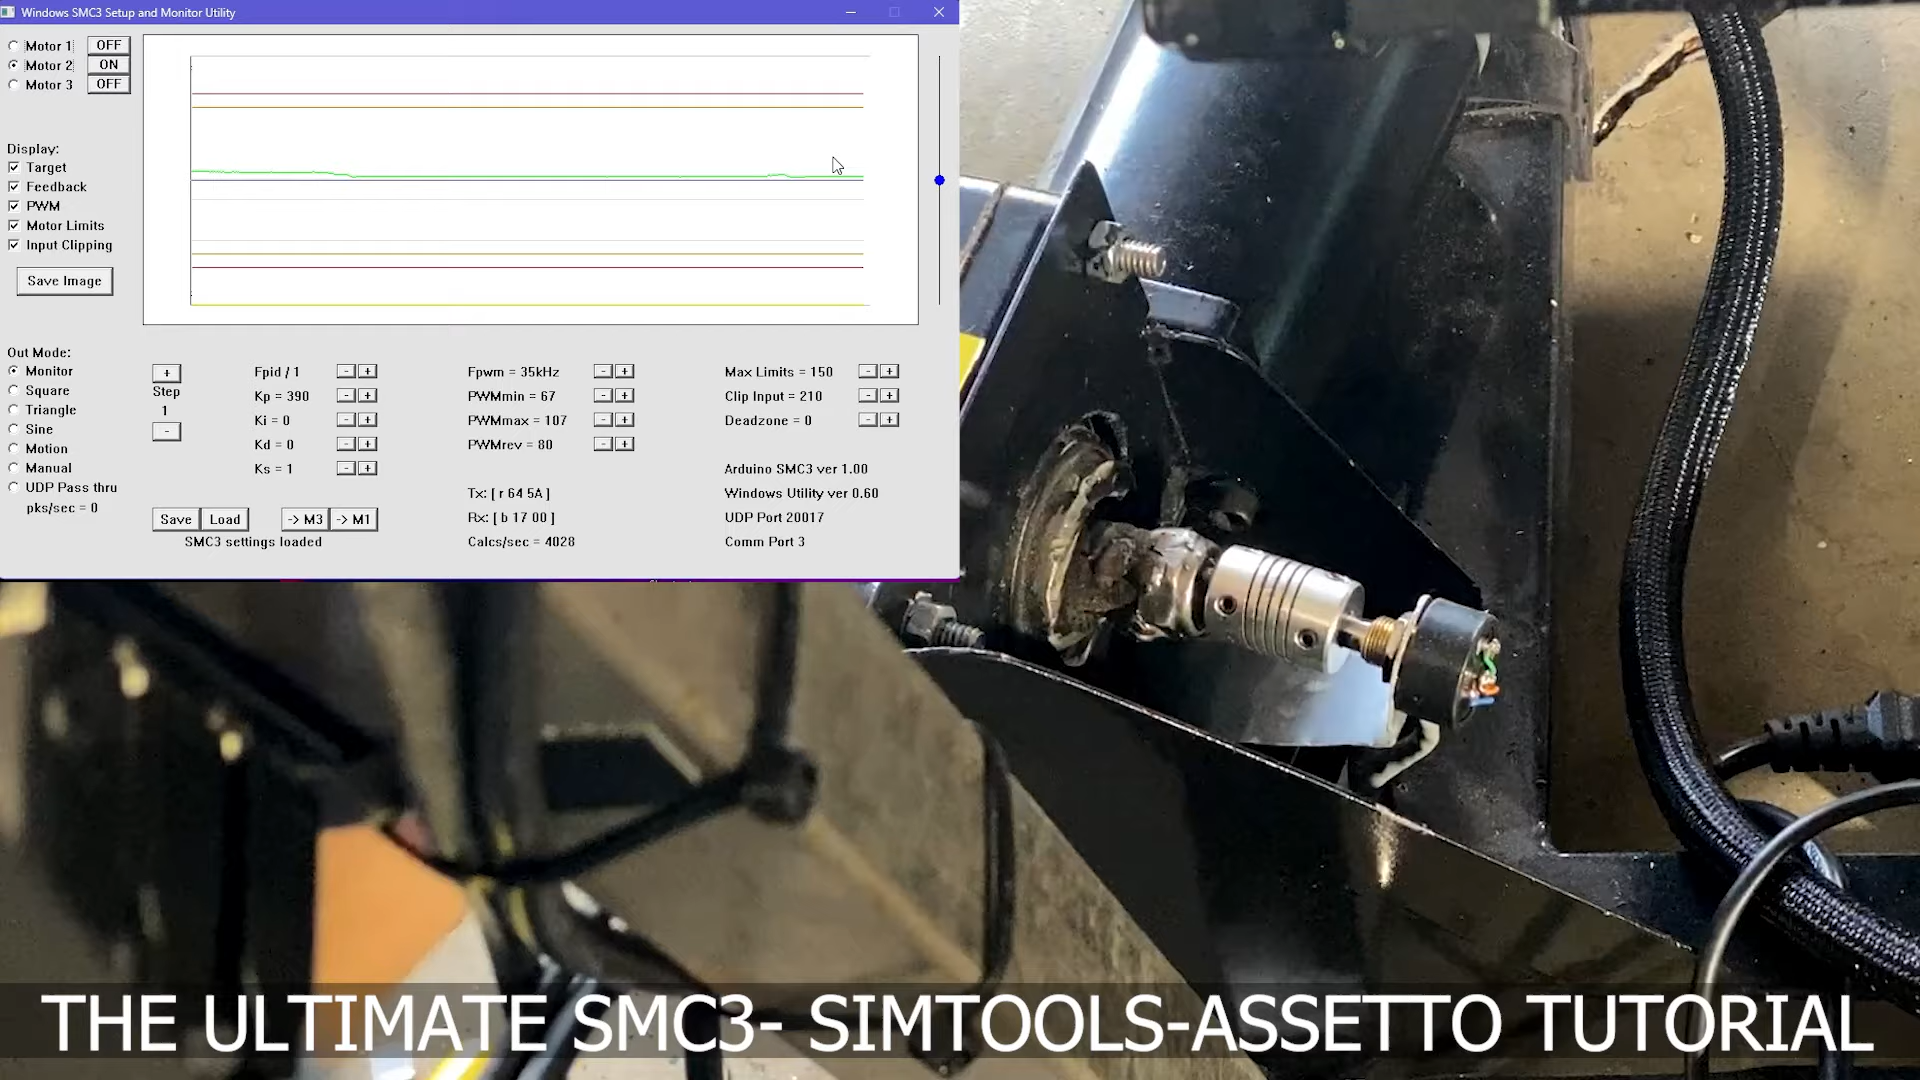 Windows SMC3 Setup and Monitor Utility
Motor 1 OFF
Motor 2 ON
Motor 3 OFF
Display:
Target
Feedback
PWM
Motor Limits
Input Clipping
Save Image
Out Mode:
Monitor
Square
Triangle
Sine
Motion
Manual
UDP Pass thru
pks/sec = 0
+
Step
1
-
Fpid / 1 - +
Kp = 390 - +
Ki = 0 - +
Kd = 0 - +
Ks = 1 - +
Save Load -> M3 -> M1
SMC3 settings loaded
Fpwm = 35kHz - +
PWMmin = 67 - +
PWMmax = 107 - +
PWMrev = 80 - +
Tx: [ r 64 5A ]
Rx: [ b 17 00 ]
Calcs/sec = 4028
Max Limits = 150 - +
Clip Input = 210 - +
Deadzone = 0 - +
Arduino SMC3 ver 1.00
Windows Utility ver 0.60
UDP Port 20017
Comm Port 3
THE ULTIMATE SMC3- SIMTOOLS-ASSETTO TUTORIAL